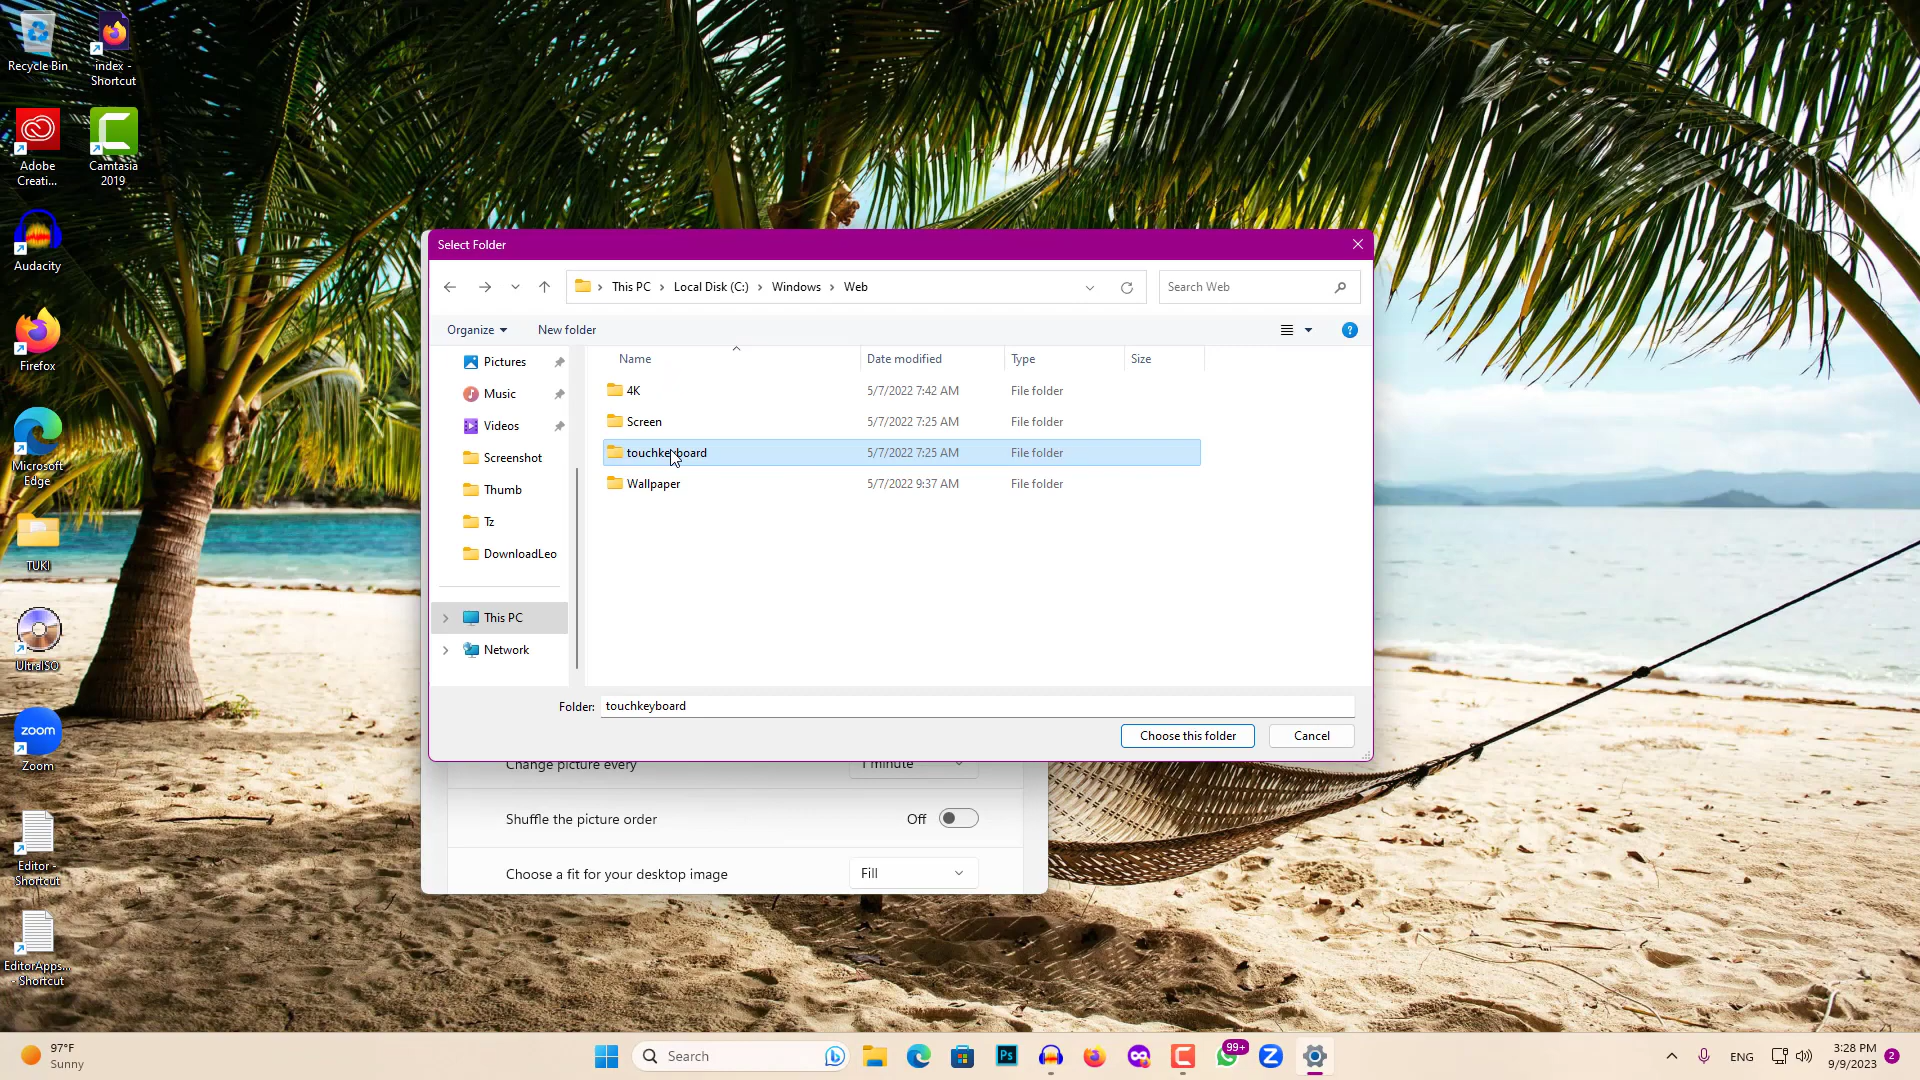 Recycle Bin
index -
Shortcut
Adobe
Creati...
Camtasia
2019
Audacity
Firefox
Microsoft
Edge
TUKI
UltraISO
zoom
Zoom
Editor -
Shortcut
EditorApps...
- Shortcut
Select Folder
This PC > Local Disk (C:) > Windows > Web
Search Web
Organize
New folder
?
Name
Date modified
Type
Size
Pictures
Music
Videos
Screenshot
Thumb
Tz
DownloadLeo
This PC
Network
4K 5/7/2022 7:42 AM File folder
Screen 5/7/2022 7:25 AM File folder
touchkeyboard 5/7/2022 7:25 AM File folder
Wallpaper 5/7/2022 9:37 AM File folder
Folder: touchkeyboard
Choose this folder
Cancel
Change picture every 1 minute
Shuffle the picture order Off
Choose a fit for your desktop image Fill
97°F
Sunny
Search
Ps
99+
Z
ENG
3:28 PM
9/9/2023
2